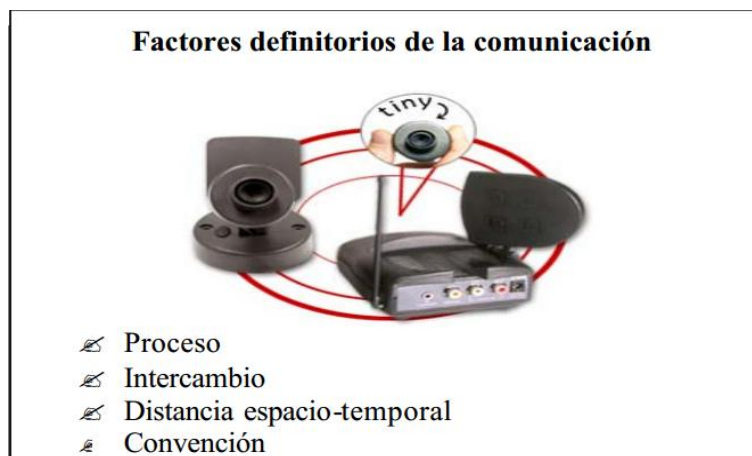 Factores definitorios de la comunicación
tiny
Proceso
Intercambio
Distancia espacio-temporal
Convención